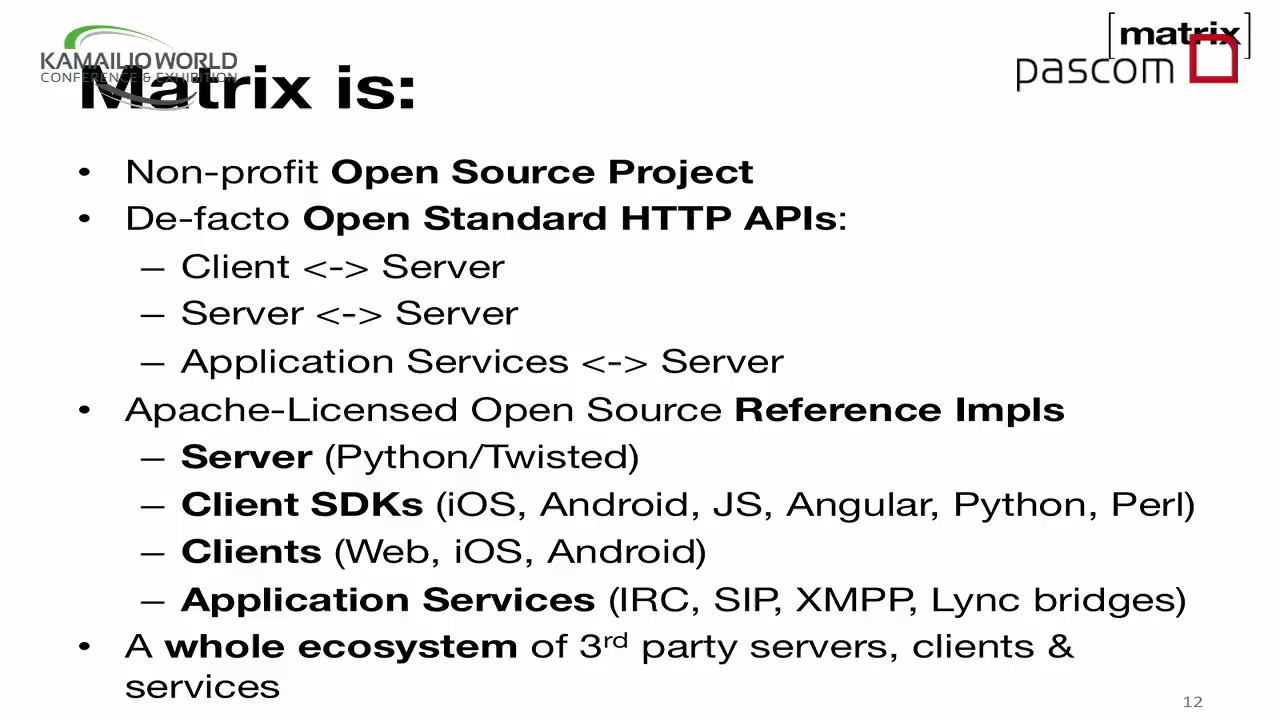 KAMAILIO WORLD
CONFERENCE & EXHIBITION
[matrix]
pascom
Matrix is:
• Non-profit Open Source Project
• De-facto Open Standard HTTP APIs:
– Client <-> Server
– Server <-> Server
– Application Services <-> Server
• Apache-Licensed Open Source Reference Impls
– Server (Python/Twisted)
– Client SDKs (iOS, Android, JS, Angular, Python, Perl)
– Clients (Web, iOS, Android)
– Application Services (IRC, SIP, XMPP, Lync bridges)
• A whole ecosystem of 3rd party servers, clients &
services
12